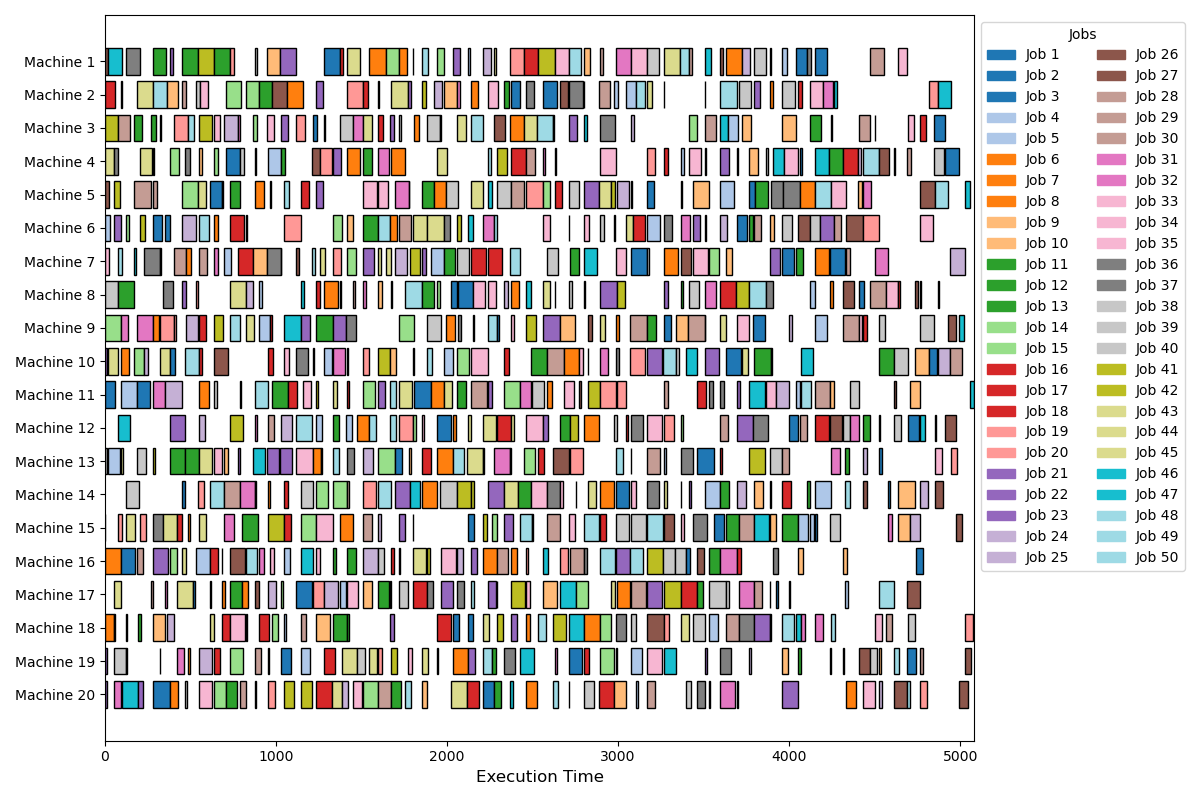 Machine 1
Machine 2
Machine 3
Machine 4
Machine 5
Machine 6
Machine 7
Machine 8
Machine 9
Machine 10
Machine 11
Machine 12
Machine 13
Machine 14
Machine 15
Machine 16
Machine 17
Machine 18
Machine 19
Machine 20
0 1000 2000 3000 4000 5000
Execution Time
Jobs
Job 1
Job 2
Job 3
Job 4
Job 5
Job 6
Job 7
Job 8
Job 9
Job 10
Job 11
Job 12
Job 13
Job 14
Job 15
Job 16
Job 17
Job 18
Job 19
Job 20
Job 21
Job 22
Job 23
Job 24
Job 25
Job 26
Job 27
Job 28
Job 29
Job 30
Job 31
Job 32
Job 33
Job 34
Job 35
Job 36
Job 37
Job 38
Job 39
Job 40
Job 41
Job 42
Job 43
Job 44
Job 45
Job 46
Job 47
Job 48
Job 49
Job 50